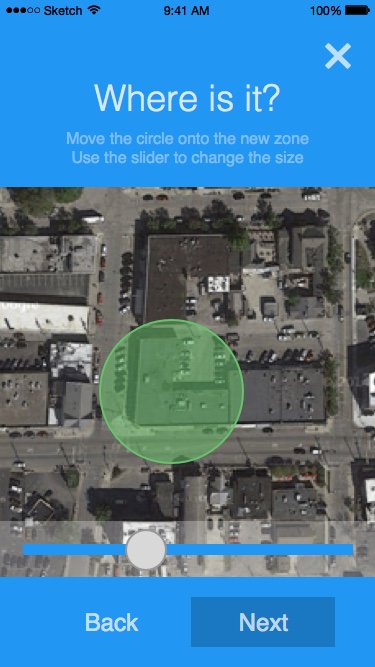 Sketch 9:41 AM 100%
Where is it?
Move the circle onto the new zone
Use the slider to change the size
Back Next